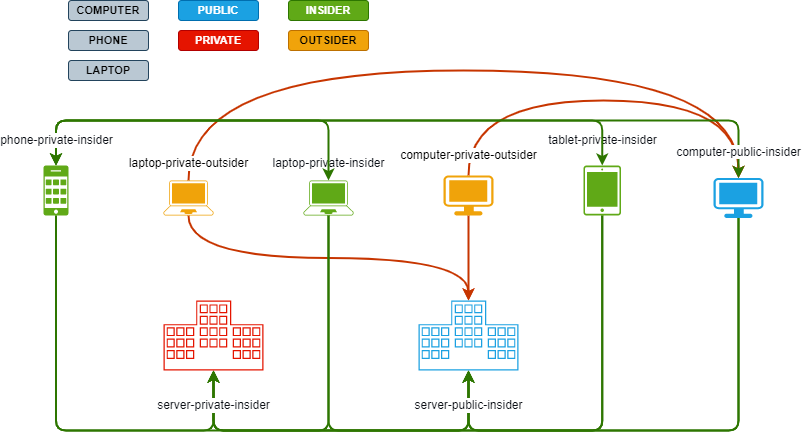 COMPUTER
PUBLIC
INSIDER
PHONE
PRIVATE
OUTSIDER
LAPTOP
phone-private-insider
tablet-private-insider
computer-public-insider
laptop-private-outsider
laptop-private-insider
computer-private-outsider
server-private-insider
server-public-insider